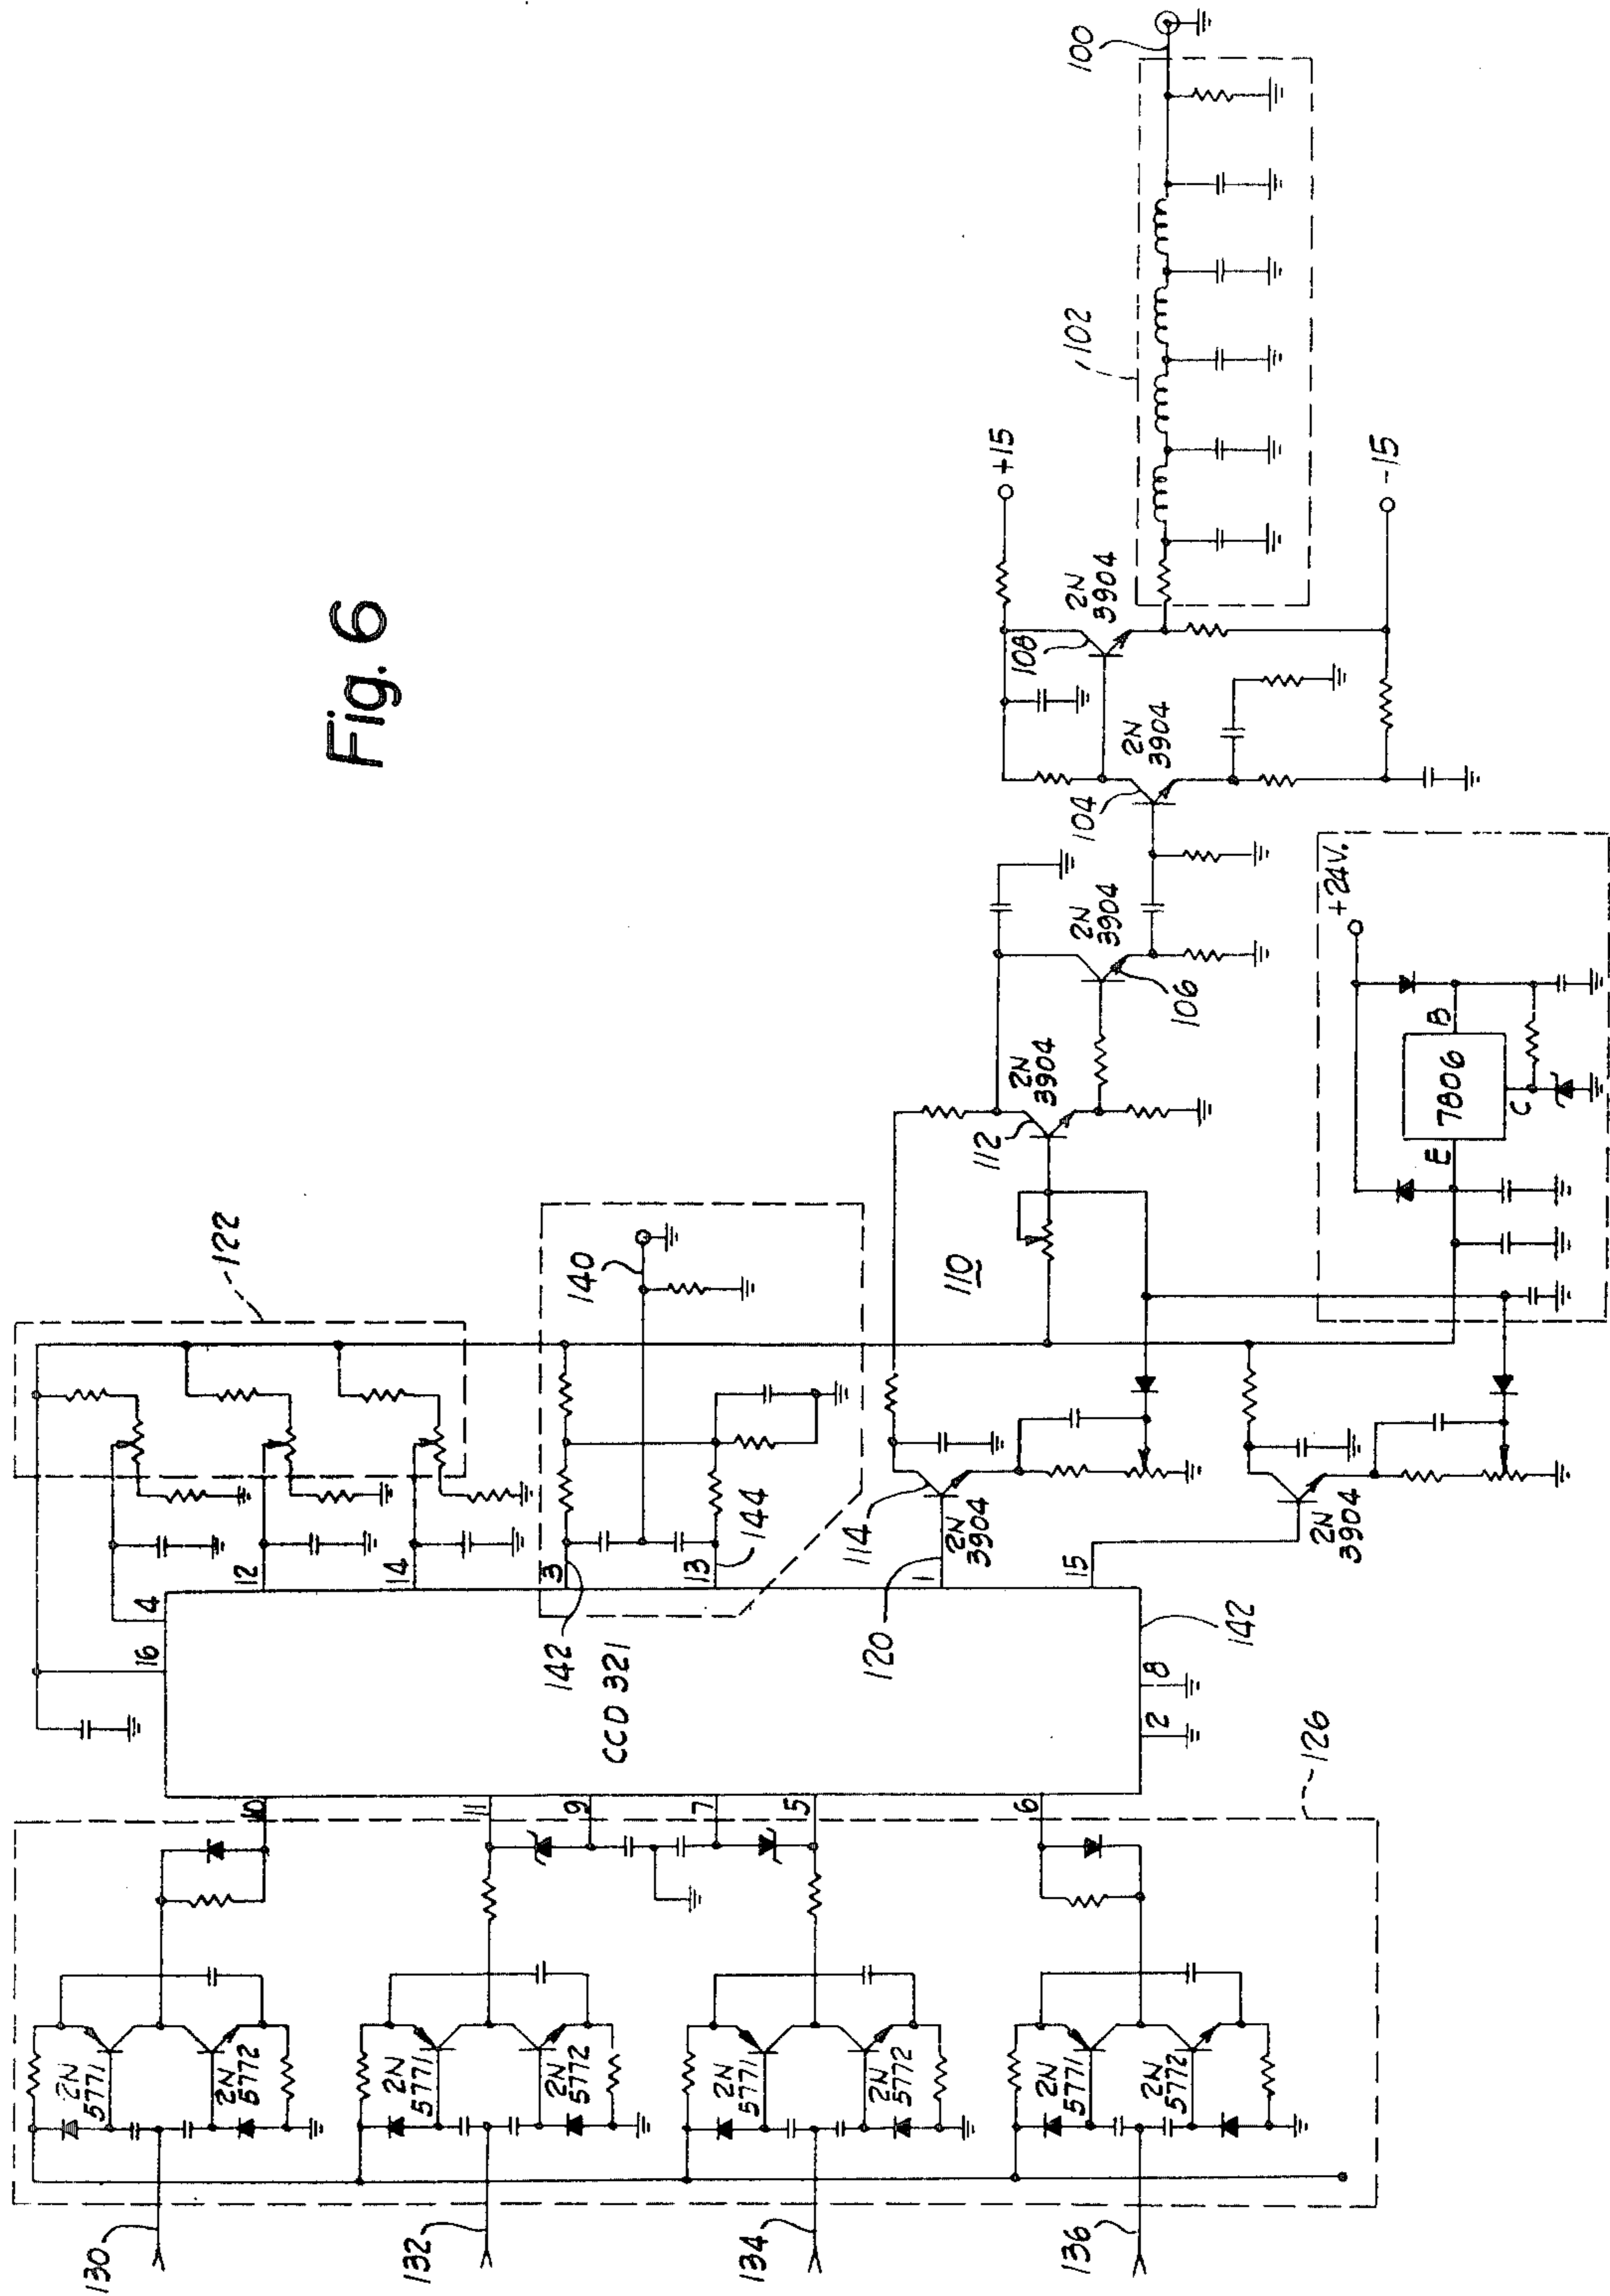 Fig. 6
130
132
134
136
2N
5771
2N
5772
2N
5771
2N
5772
2N
5771
2N
5772
2N
5771
2N
5772
126
10
11
9
7
5
6
16
4
12
14
3
13
1
15
2
8
CCD 321
142
142
144
140
122
120
114
2N
3904
2N
3904
110
112
2N
3904
106
2N
3904
104
2N
3904
108
2N
3904
+15
-15
102
100
+24V.
7806
E
B
C